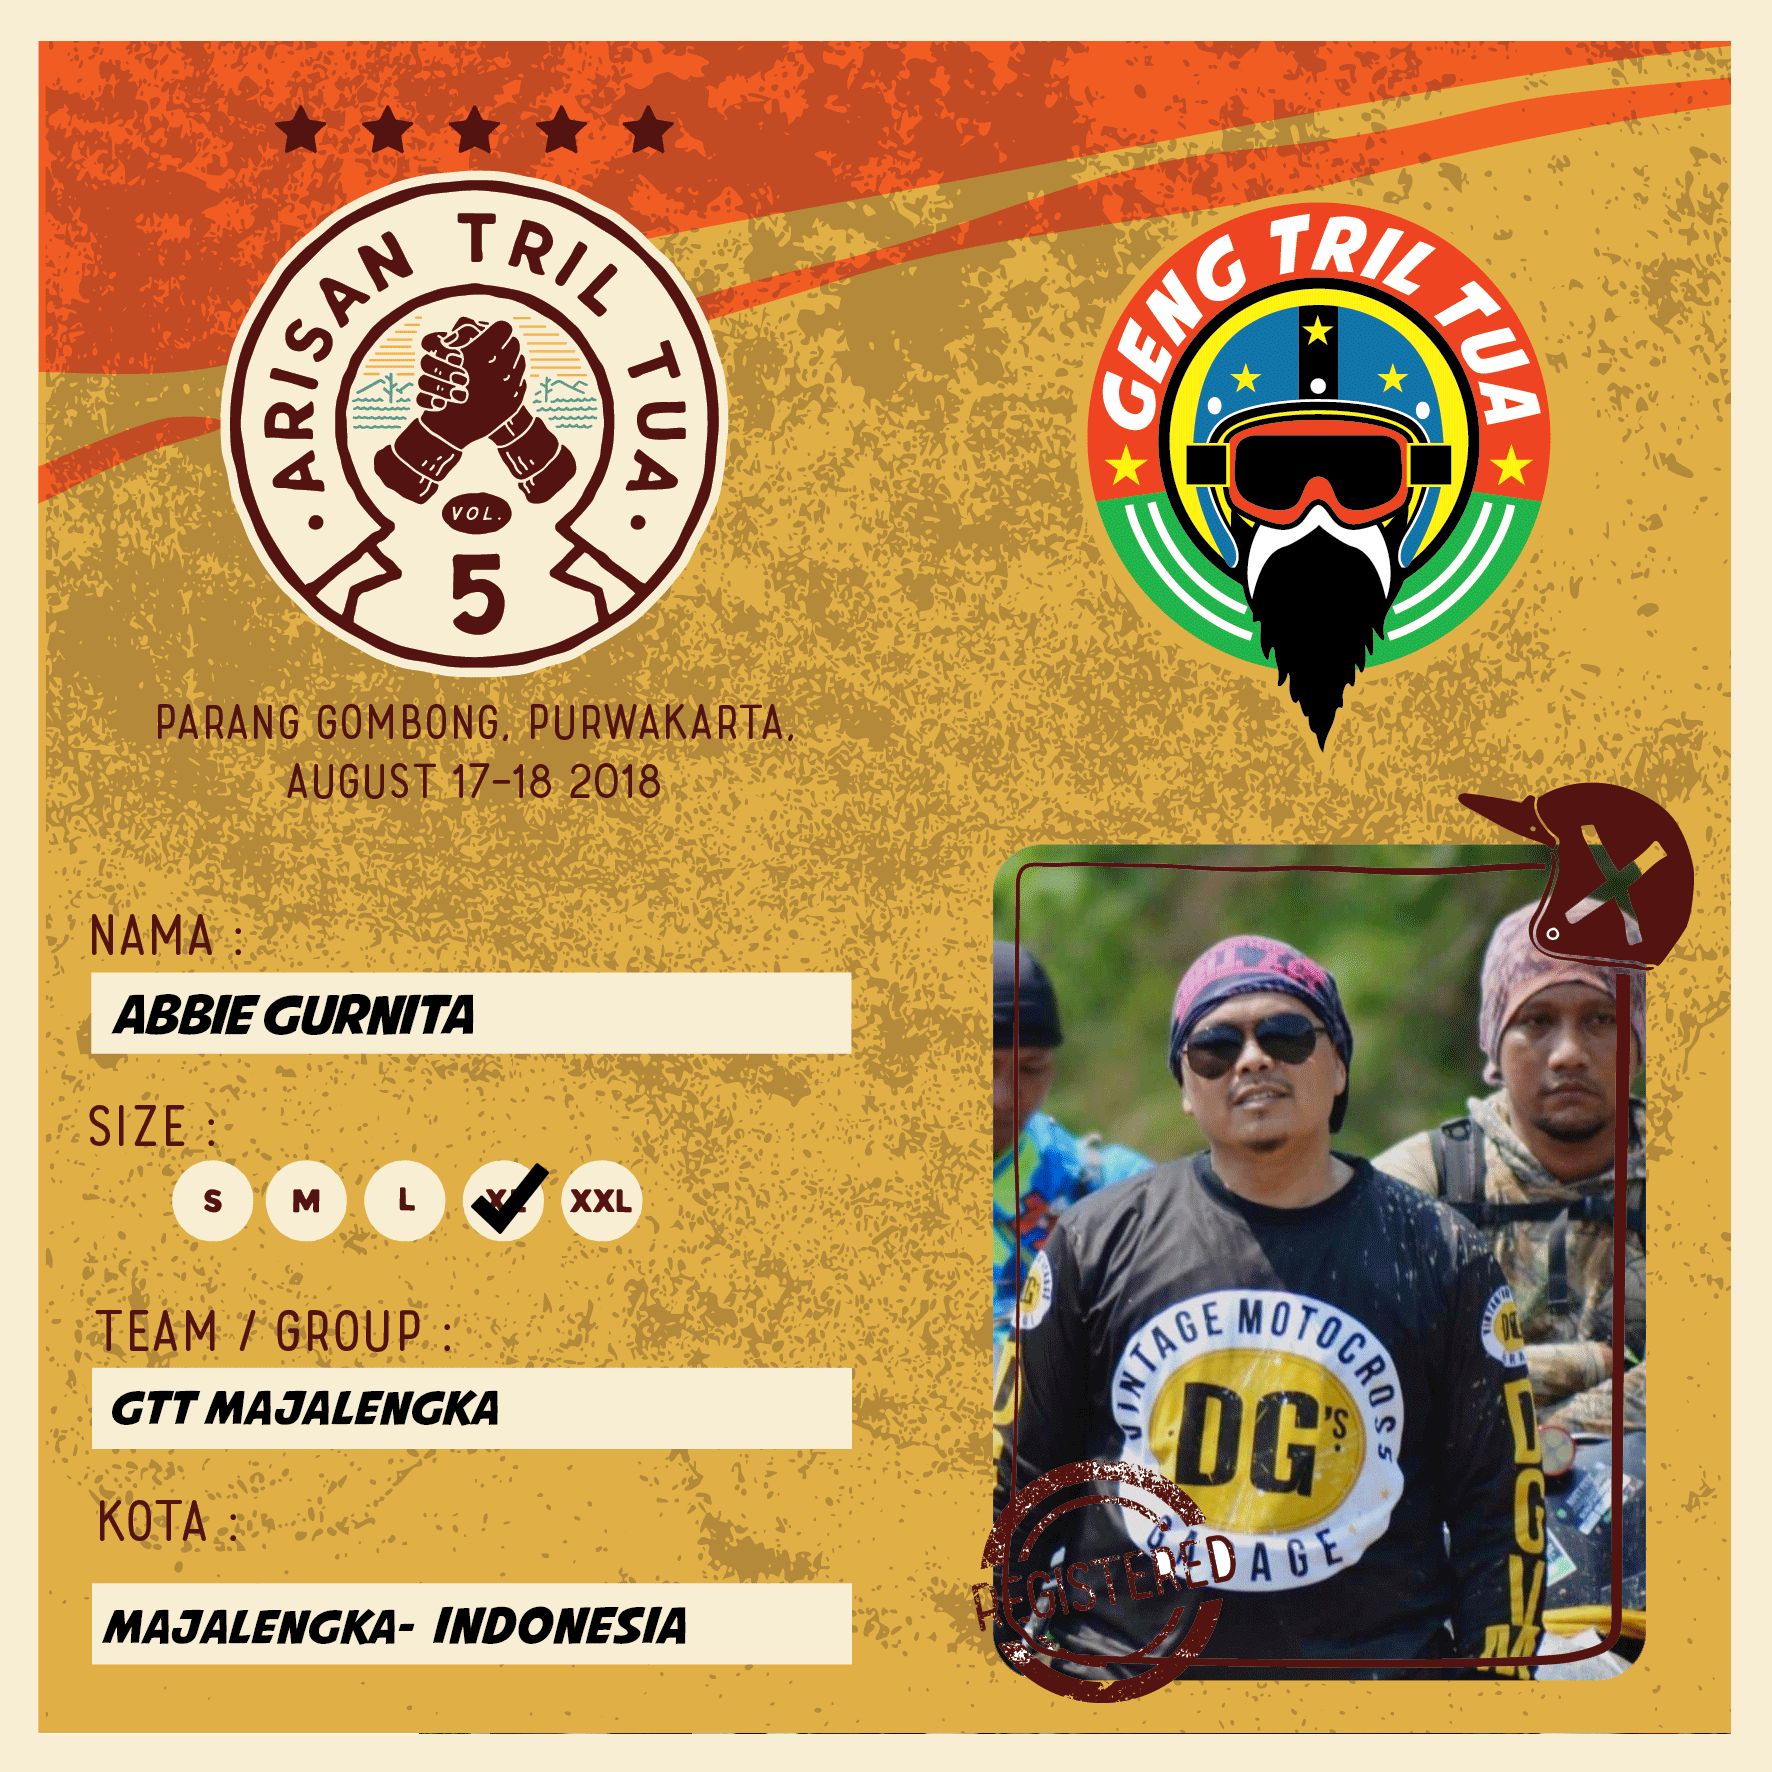 ARISAN TRIL TUA
VOL.
5
GENG TRIL TUA
PARANG GOMBONG, PURWAKARTA,
AUGUST 17-18 2018
NAMA :
ABBIE GURNITA
SIZE :
S M L XL XXL
TEAM / GROUP :
GTT MAJALENGKA
KOTA :
MAJALENGKA- INDONESIA
VINTAGE MOTOCROSS
DG'S.
GARAGE
DG
REGISTERED